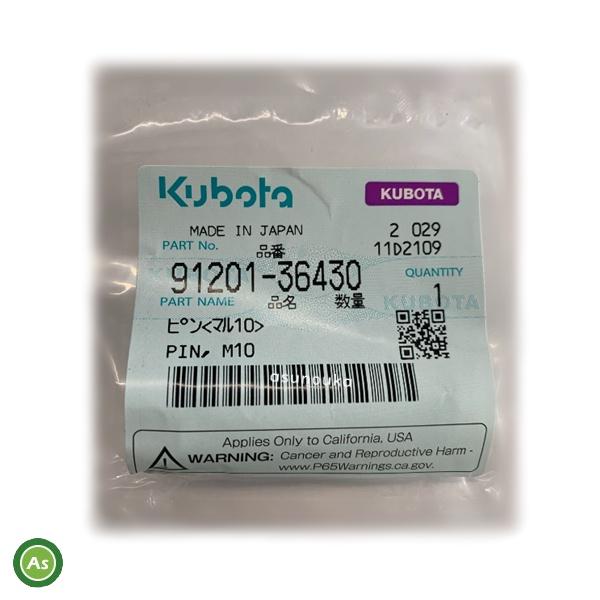 Kubota
KUBOTA
MADE IN JAPAN 2 029
PART No. 品番 11D2109
91201-36430
QUANTITY
PART NAME 品名 数量 1
KUBOTA
ピン<マル10>
PIN, M10
asunouka
Applies Only to California, USA
WARNING: Cancer and Reproductive Harm -
www.P65Warnings.ca.gov.
As